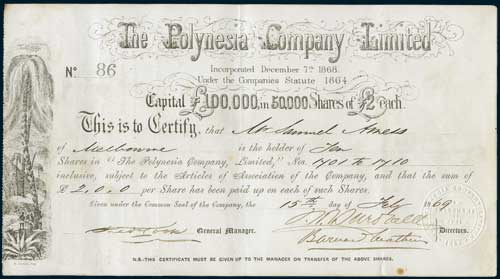 The Polynesia Company Limited
No. 86
Incorporated December 7th 1868.
Under the Companies Statute 1864
Capital £100,000, in 50,000 Shares of £2 each.
This is to Certify, that Mr Samuel Amess
of Melbourne is the holder of Ten
Shares in "The Polynesia Company, Limited," Nos. 1701 to 1710
inclusive, subject to the Articles of Association of the Company, and that the sum of
£2.0.0 per Share has been paid up on each of such Shares.
Given under the Common Seal of the Company, the 15th day of July 1869
General Manager.
Directors.
N.B.-THIS CERTIFICATE MUST BE GIVEN UP TO THE MANAGER ON TRANSFER OF THE ABOVE SHARES.